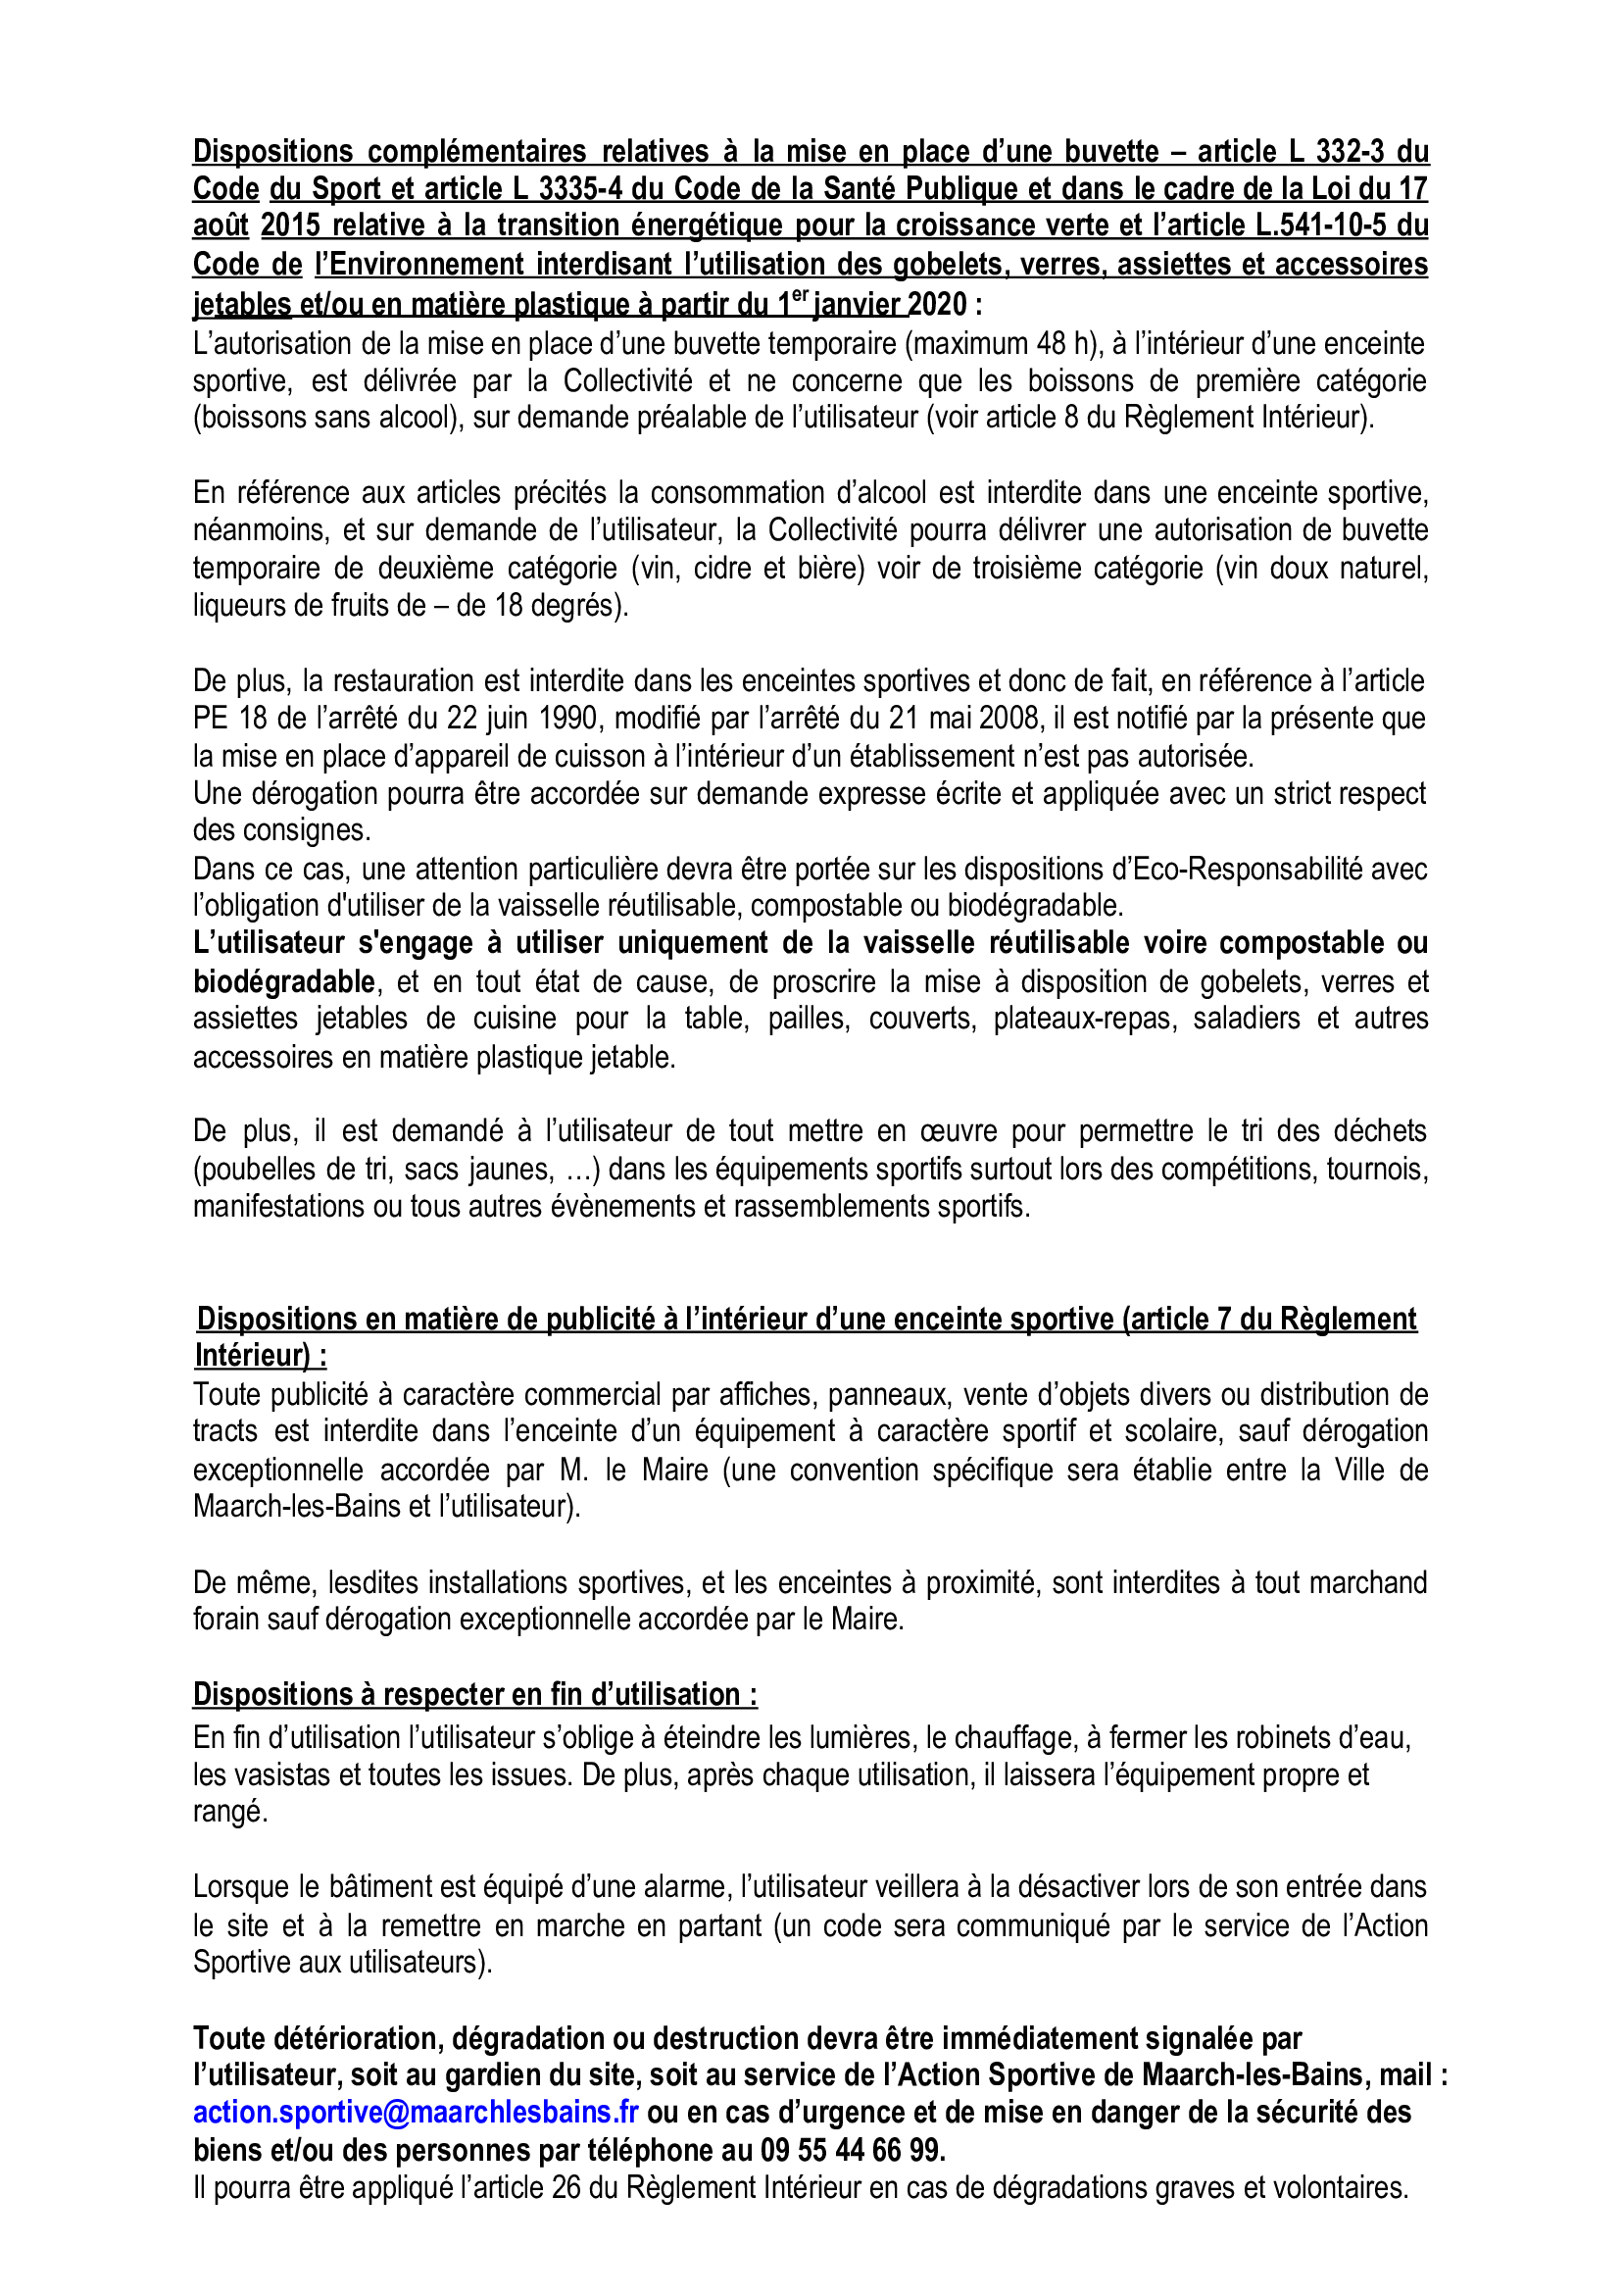 Dispositions complémentaires relatives à la mise en place d’une buvette – article L 332-3 du
Code du Sport et article L 3335-4 du Code de la Santé Publique et dans le cadre de la Loi du 17
août 2015 relative à la transition énergétique pour la croissance verte et l’article L.541-10-5 du
Code de l’Environnement interdisant l’utilisation des gobelets, verres, assiettes et accessoires
jetables et/ou en matière plastique à partir du 1er janvier 2020 :
L’autorisation de la mise en place d’une buvette temporaire (maximum 48 h), à l’intérieur d’une enceinte
sportive, est délivrée par la Collectivité et ne concerne que les boissons de première catégorie
(boissons sans alcool), sur demande préalable de l’utilisateur (voir article 8 du Règlement Intérieur).
En référence aux articles précités la consommation d’alcool est interdite dans une enceinte sportive,
néanmoins, et sur demande de l’utilisateur, la Collectivité pourra délivrer une autorisation de buvette
temporaire de deuxième catégorie (vin, cidre et bière) voir de troisième catégorie (vin doux naturel,
liqueurs de fruits de – de 18 degrés).
De plus, la restauration est interdite dans les enceintes sportives et donc de fait, en référence à l’article
PE 18 de l’arrêté du 22 juin 1990, modifié par l’arrêté du 21 mai 2008, il est notifié par la présente que
la mise en place d’appareil de cuisson à l’intérieur d’un établissement n’est pas autorisée.
Une dérogation pourra être accordée sur demande expresse écrite et appliquée avec un strict respect
des consignes.
Dans ce cas, une attention particulière devra être portée sur les dispositions d’Eco-Responsabilité avec
l’obligation d'utiliser de la vaisselle réutilisable, compostable ou biodégradable.
L’utilisateur s'engage à utiliser uniquement de la vaisselle réutilisable voire compostable ou
biodégradable, et en tout état de cause, de proscrire la mise à disposition de gobelets, verres et
assiettes jetables de cuisine pour la table, pailles, couverts, plateaux-repas, saladiers et autres
accessoires en matière plastique jetable.
De plus, il est demandé à l’utilisateur de tout mettre en œuvre pour permettre le tri des déchets
(poubelles de tri, sacs jaunes, …) dans les équipements sportifs surtout lors des compétitions, tournois,
manifestations ou tous autres évènements et rassemblements sportifs.
Dispositions en matière de publicité à l’intérieur d’une enceinte sportive (article 7 du Règlement
Intérieur) :
Toute publicité à caractère commercial par affiches, panneaux, vente d’objets divers ou distribution de
tracts est interdite dans l’enceinte d’un équipement à caractère sportif et scolaire, sauf dérogation
exceptionnelle accordée par M. le Maire (une convention spécifique sera établie entre la Ville de
Maarch-les-Bains et l’utilisateur).
De même, lesdites installations sportives, et les enceintes à proximité, sont interdites à tout marchand
forain sauf dérogation exceptionnelle accordée par le Maire.
Dispositions à respecter en fin d’utilisation :
En fin d’utilisation l’utilisateur s’oblige à éteindre les lumières, le chauffage, à fermer les robinets d’eau,
les vasistas et toutes les issues. De plus, après chaque utilisation, il laissera l’équipement propre et
rangé.
Lorsque le bâtiment est équipé d’une alarme, l’utilisateur veillera à la désactiver lors de son entrée dans
le site et à la remettre en marche en partant (un code sera communiqué par le service de l’Action
Sportive aux utilisateurs).
Toute détérioration, dégradation ou destruction devra être immédiatement signalée par
l’utilisateur, soit au gardien du site, soit au service de l’Action Sportive de Maarch-les-Bains, mail :
action.sportive@maarchlesbains.fr ou en cas d’urgence et de mise en danger de la sécurité des
biens et/ou des personnes par téléphone au 09 55 44 66 99.
Il pourra être appliqué l’article 26 du Règlement Intérieur en cas de dégradations graves et volontaires.